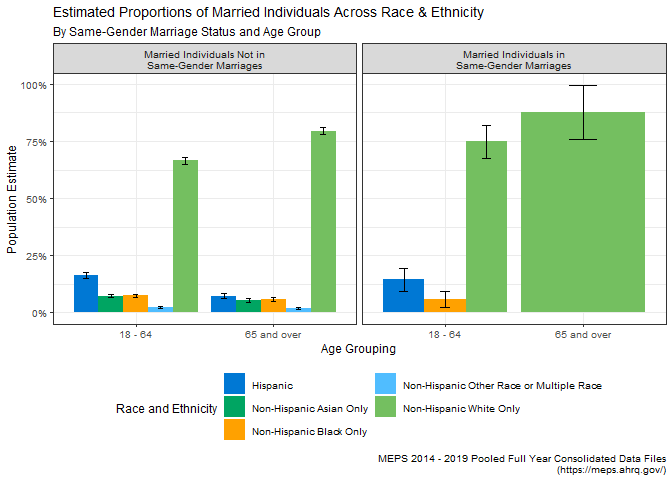 Estimated Proportions of Married Individuals Across Race & Ethnicity
By Same-Gender Marriage Status and Age Group
Married Individuals Not in
Same-Gender Marriages
Married Individuals in
Same-Gender Marriages
Population Estimate
100%
75%
50%
25%
0%
18 - 64
65 and over
18 - 64
65 and over
Age Grouping
Race and Ethnicity
Hispanic
Non-Hispanic Asian Only
Non-Hispanic Black Only
Non-Hispanic Other Race or Multiple Race
Non-Hispanic White Only
MEPS 2014 - 2019 Pooled Full Year Consolidated Data Files
(https://meps.ahrq.gov/)